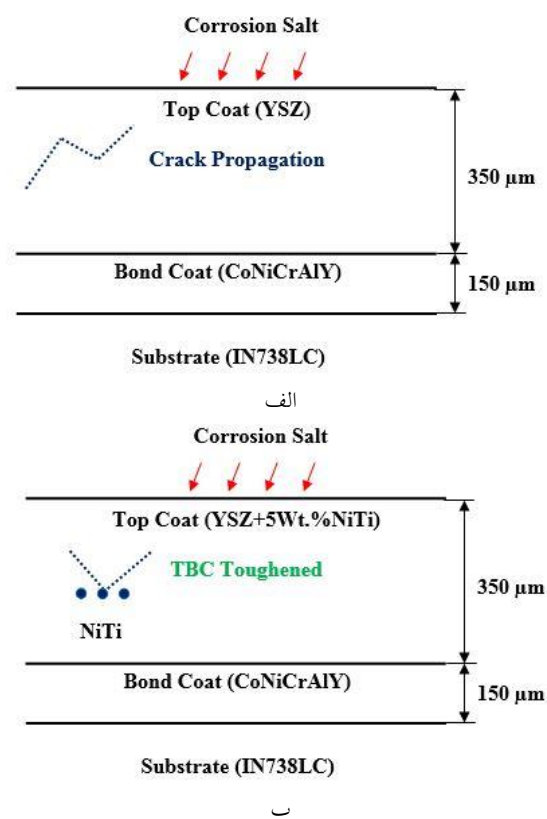 Corrosion Salt
Top Coat (YSZ)
Crack Propagation
350 µm
Bond Coat (CoNiCrAlY)
150 µm
Substrate (IN738LC)
الف
Corrosion Salt
Top Coat (YSZ+5Wt.%NiTi)
TBC Toughened
350 µm
NiTi
Bond Coat (CoNiCrAlY)
150 µm
Substrate (IN738LC)
ب